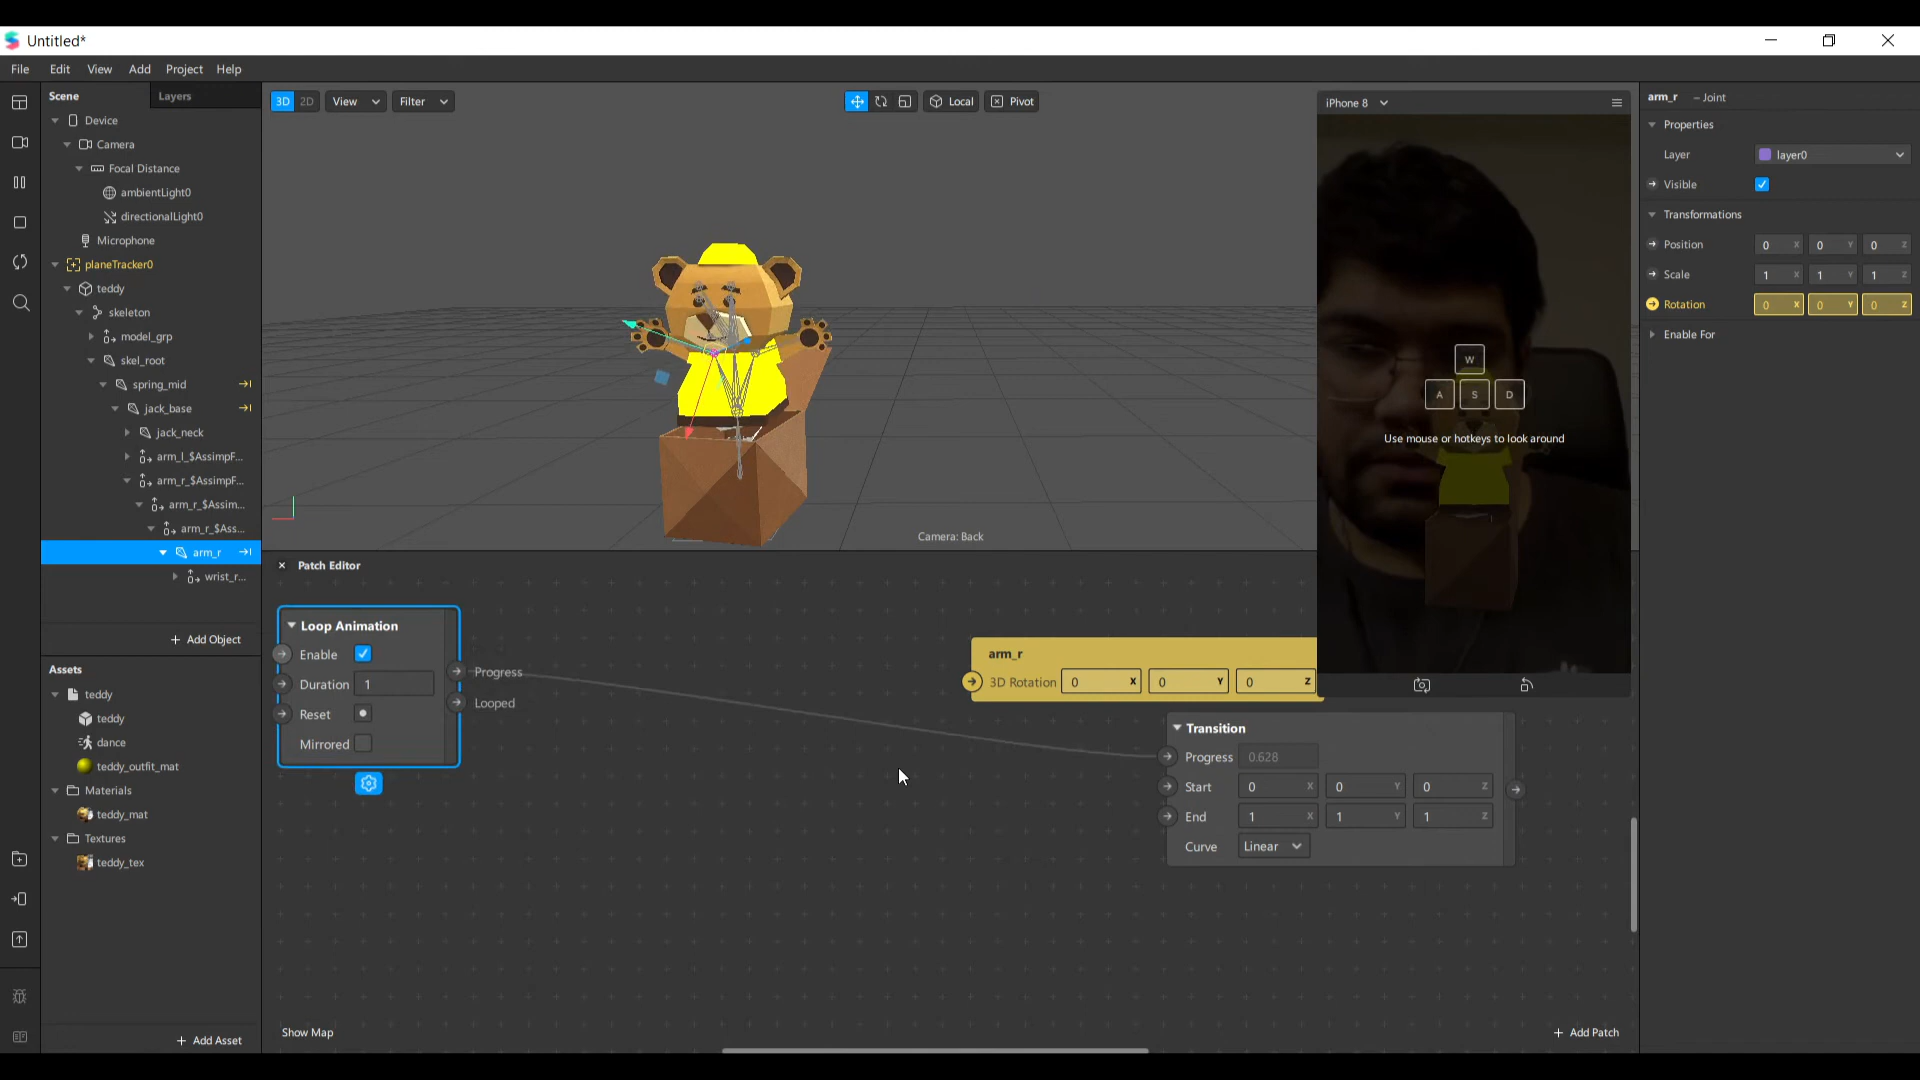 Untitled*
File Edit View Add Project Help
Scene Layers
Device
Camera
Focal Distance
ambientLight0
directionalLight0
Microphone
planeTracker0
teddy
skeleton
model_grp
skel_root
spring_mid
jack_base
jack_neck
arm_l_$AssimpF...
arm_r_$AssimpF...
arm_r_$Assim...
arm_r_$Ass...
arm_r
wrist_r...
+ Add Object
Assets
teddy
teddy
dance
teddy_outfit_mat
Materials
teddy_mat
Textures
teddy_tex
+ Add Asset
3D 2D View Filter
Local Pivot
Camera: Back
iPhone 8
W
A S D
Use mouse or hotkeys to look around
Patch Editor
Loop Animation
Enable
Duration 1
Reset
Mirrored
Progress
Looped
arm_r
3D Rotation 0 X 0 Y 0 Z
Transition
Progress 0.628
Start 0 X 0 Y 0 Z
End 1 X 1 Y 1 Z
Curve Linear
Show Map
+ Add Patch
arm_r – Joint
Properties
Layer layer0
Visible
Transformations
Position 0 X 0 Y 0 Z
Scale 1 X 1 Y 1 Z
Rotation 0 X 0 Y 0 Z
Enable For